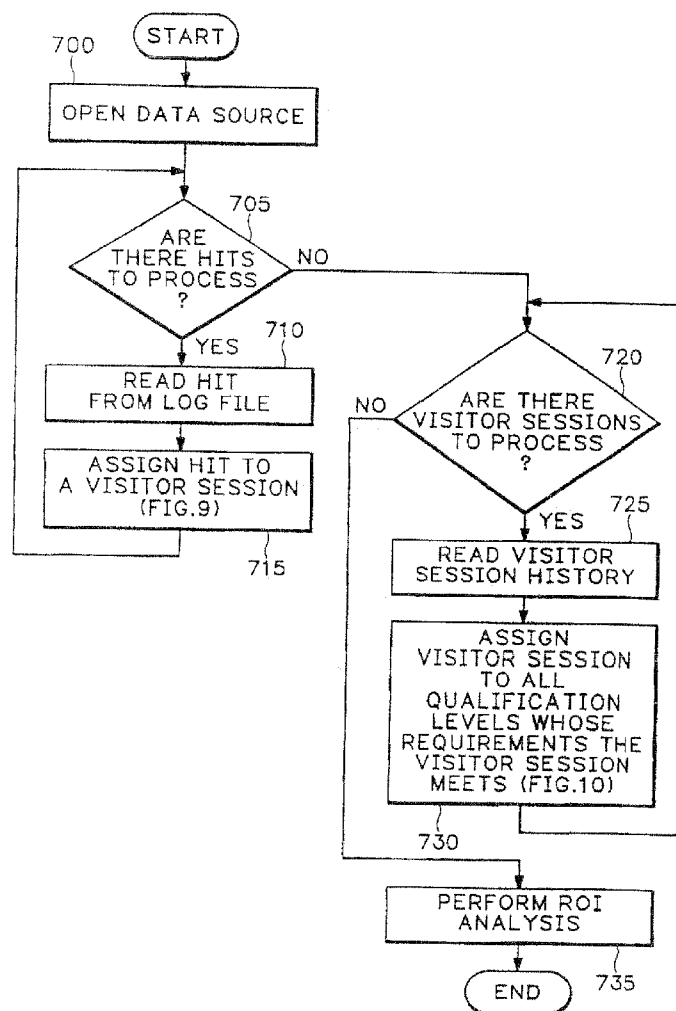 START
700
OPEN DATA SOURCE
705
ARE
THERE HITS
TO PROCESS
?
NO
YES
710
READ HIT
FROM LOG FILE
ASSIGN HIT TO
A VISITOR SESSION
(FIG.9)
715
720
ARE THERE
VISITOR SESSIONS
TO PROCESS
?
NO
YES
725
READ VISITOR
SESSION HISTORY
ASSIGN
VISITOR SESSION
TO ALL
QUALIFICATION
LEVELS WHOSE
REQUIREMENTS THE
VISITOR SESSION
MEETS (FIG.10)
730
PERFORM ROI
ANALYSIS
735
END